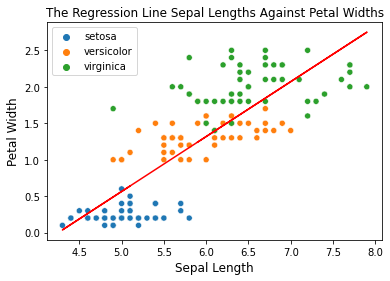 The Regression Line Sepal Lengths Against Petal Widths
setosa
versicolor
virginica
2.5
2.0
1.5
1.0
0.5
0.0
Petal Width
4.5 5.0 5.5 6.0 6.5 7.0 7.5 8.0
Sepal Length